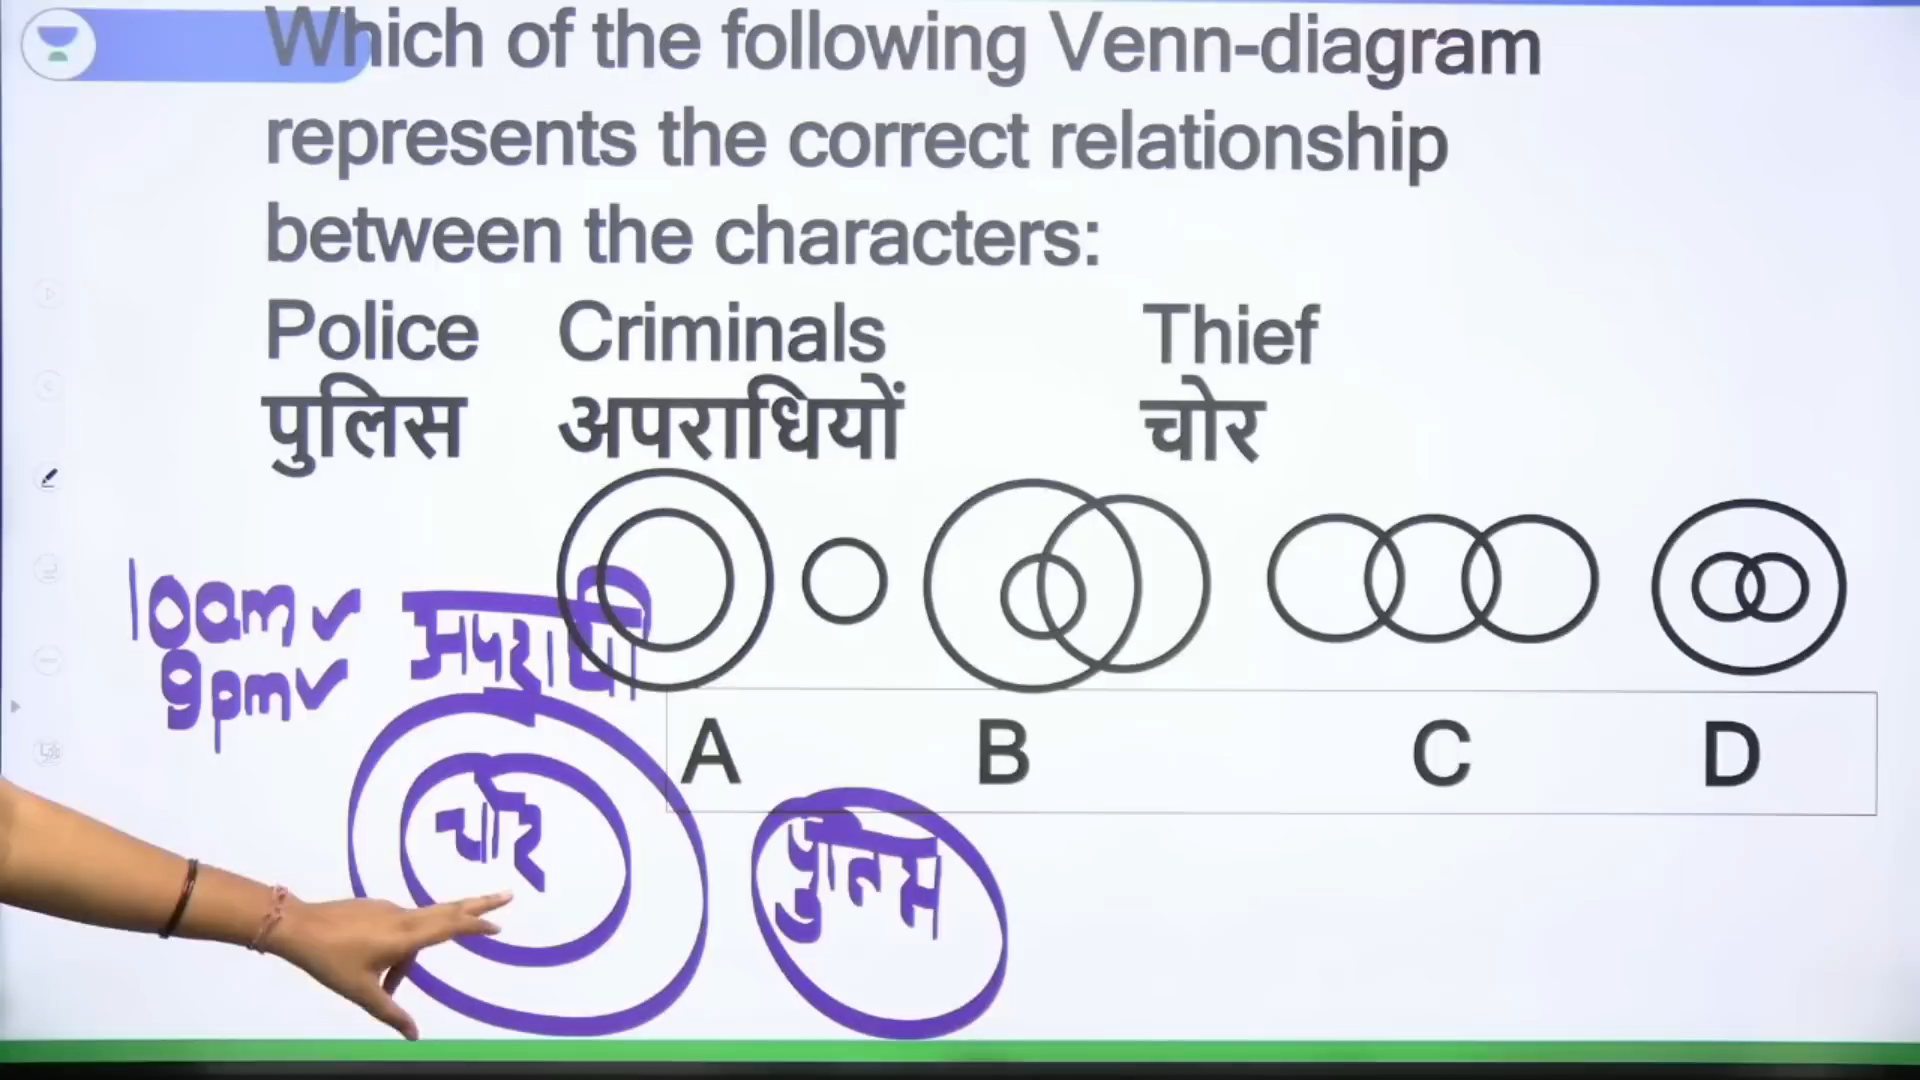 Which of the following Venn-diagram
represents the correct relationship
between the characters:
Police Criminals Thief
पुलिस अपराधियों चोर
10am ✓ अपराधी
9pm ✓
A B C D
चोर